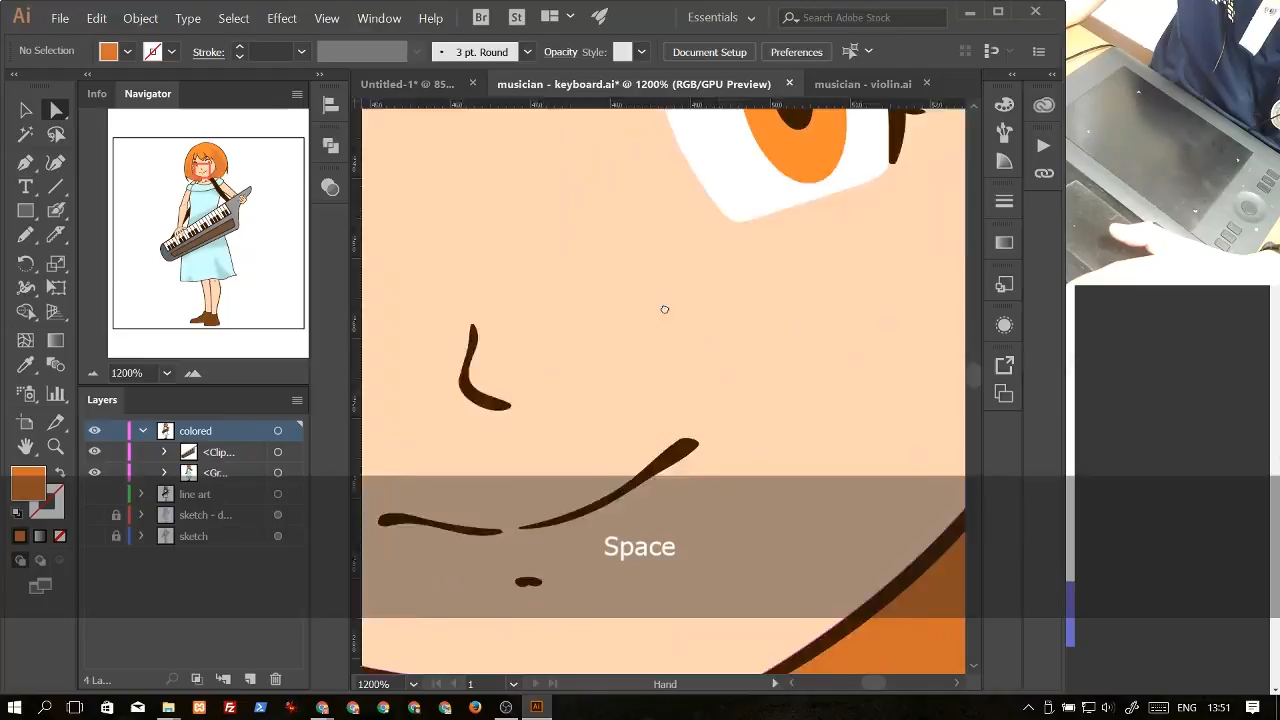 Ai File Edit Object Type Select Effect View Window Help Br St Essentials Search Adobe Stock
No Selection Stroke: 3 pt. Round Opacity Style: Document Setup Preferences
Info Navigator
Untitled-1* @ 85... musician - keyboard.ai* @ 1200% (RGB/GPU Preview) musician - violin.ai
1200%
Layers
colored
<Clip...
<Gr...
line art
sketch - d...
sketch
Space
4 La...
1200% 1 Hand
ENG 13:51